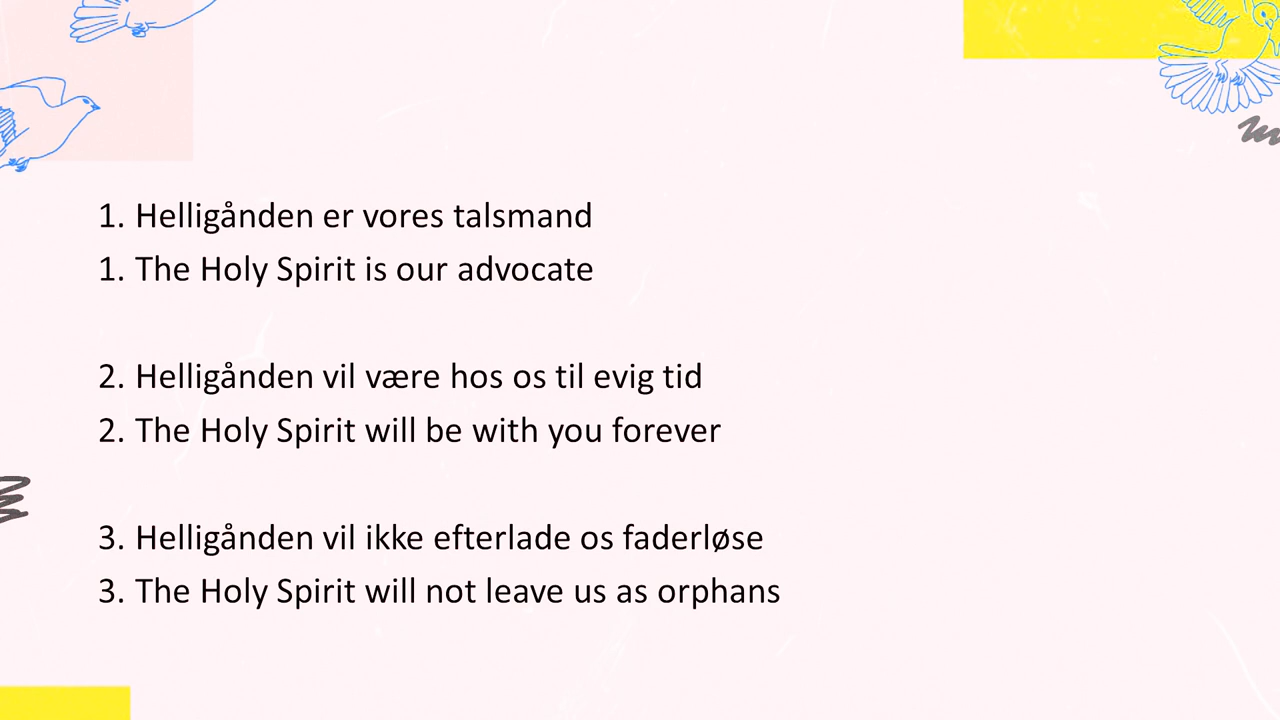 1. Helligånden er vores talsmand
1. The Holy Spirit is our advocate
2. Helligånden vil være hos os til evig tid
2. The Holy Spirit will be with you forever
3. Helligånden vil ikke efterlade os faderløse
3. The Holy Spirit will not leave us as orphans